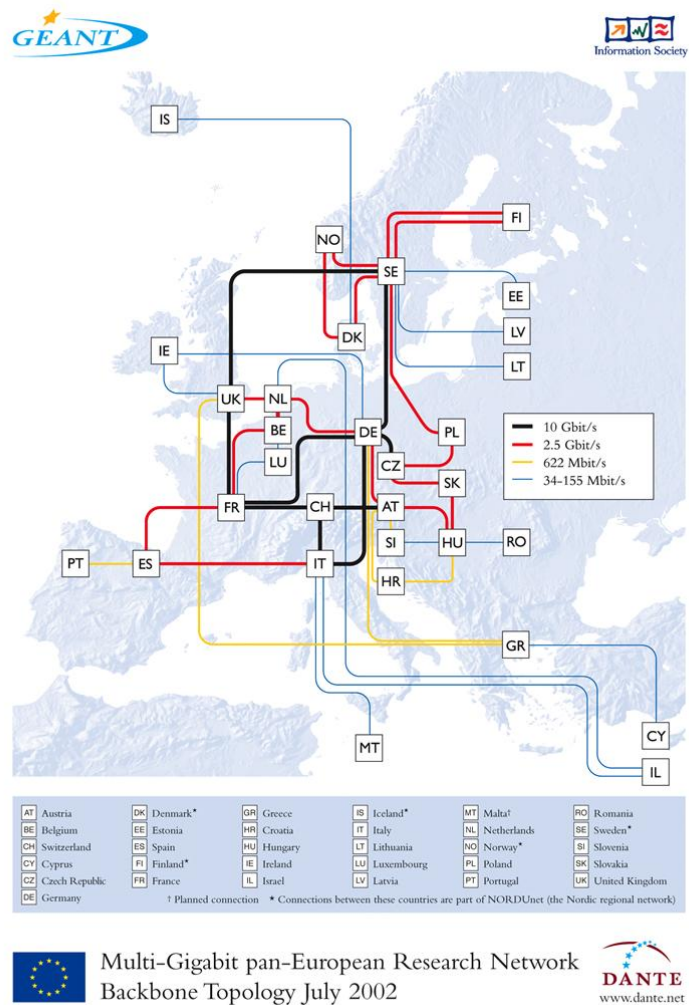 GEANT
Information Society
IS
FI
NO
SE
EE
DK
LV
IE
LT
UK
NL
BE
DE
PL
10 Gbit/s
2.5 Gbit/s
622 Mbit/s
34-155 Mbit/s
LU
CZ
SK
FR
CH
AT
SI
HU
RO
PT
ES
IT
HR
GR
MT
CY
IL
AT Austria
BE Belgium
CH Switzerland
CY Cyprus
CZ Czech Republic
DE Germany
DK Denmark*
EE Estonia
ES Spain
FI Finland*
FR France
GR Greece
HR Croatia
HU Hungary
IE Ireland
IL Israel
IS Iceland*
IT Italy
LT Lithuania
LU Luxembourg
LV Latvia
MT Malta†
NL Netherlands
NO Norway*
PL Poland
PT Portugal
RO Romania
SE Sweden*
SI Slovenia
SK Slovakia
UK United Kingdom
† Planned connection * Connections between these countries are part of NORDUnet (the Nordic regional network)
Multi-Gigabit pan-European Research Network
Backbone Topology July 2002
DANTE
www.dante.net